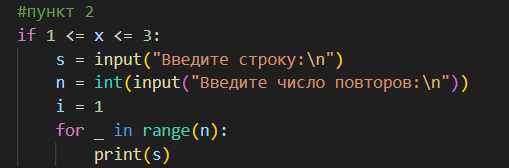 #пункт 2
if 1 <= x <= 3:
    s = input("Введите строку:\n")
    n = int(input("Введите число повторов:\n"))
    i = 1
    for _ in range(n):
        print(s)